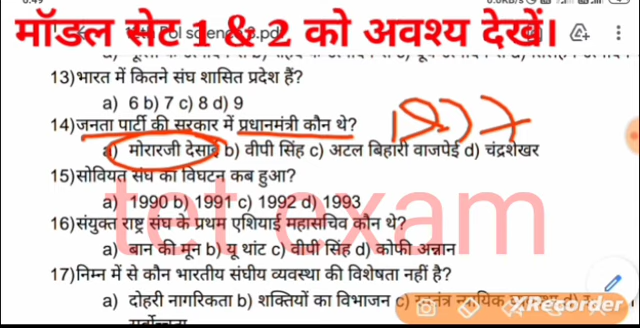 मॉडल सेट 1 & 2 को अवश्य देखें।
13)भारत में कितने संघ शासित प्रदेश हैं?
a) 6 b) 7 c) 8 d) 9
14)जनता पार्टी की सरकार में प्रधानमंत्री कौन थे?
a) मोरारजी देसाई b) वीपी सिंह c) अटल बिहारी वाजपेई d) चंद्रशेखर
15)सोवियत संघ का विघटन कब हुआ?
a) 1990 b) 1991 c) 1992 d) 1993
16)संयुक्त राष्ट्र संघ के प्रथम एशियाई महासचिव कौन थे?
a) बान की मून b) यू थांट c) वीपी सिंह d) कोफी अन्नान
17)निम्न में से कौन भारतीय संघीय व्यवस्था की विशेषता नहीं है?
a) दोहरी नागरिकता b) शक्तियों का विभाजन c)
tet exam
XRecorder